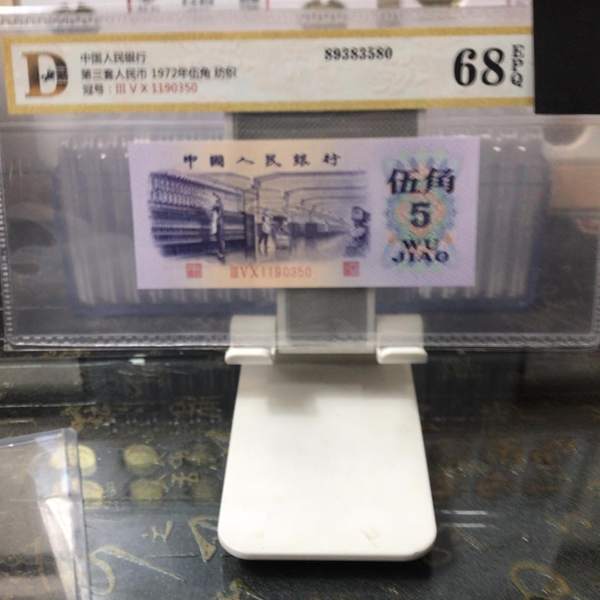 D
中国人民银行
第三套人民币 1972年伍角 纺织
冠号: III V X 1190350
89383580
68
EPQ
中國人民銀行
伍角
5
WU
JIAO
ⅢVX1190350